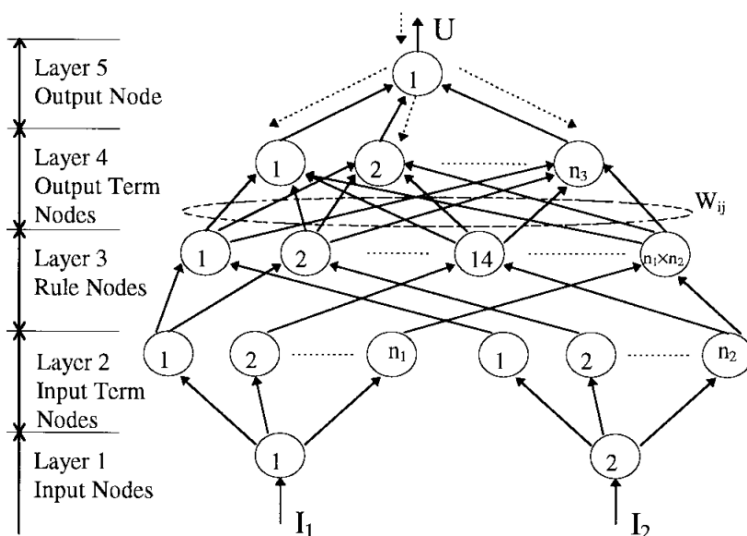 U
Layer 5
Output Node
1
Layer 4
Output Term
Nodes
1
2
n₃
Wᵢⱼ
Layer 3
Rule Nodes
1
2
14
n₁×n₂
Layer 2
Input Term
Nodes
1
2
n₁
1
2
n₂
Layer 1
Input Nodes
1
2
I₁
I₂